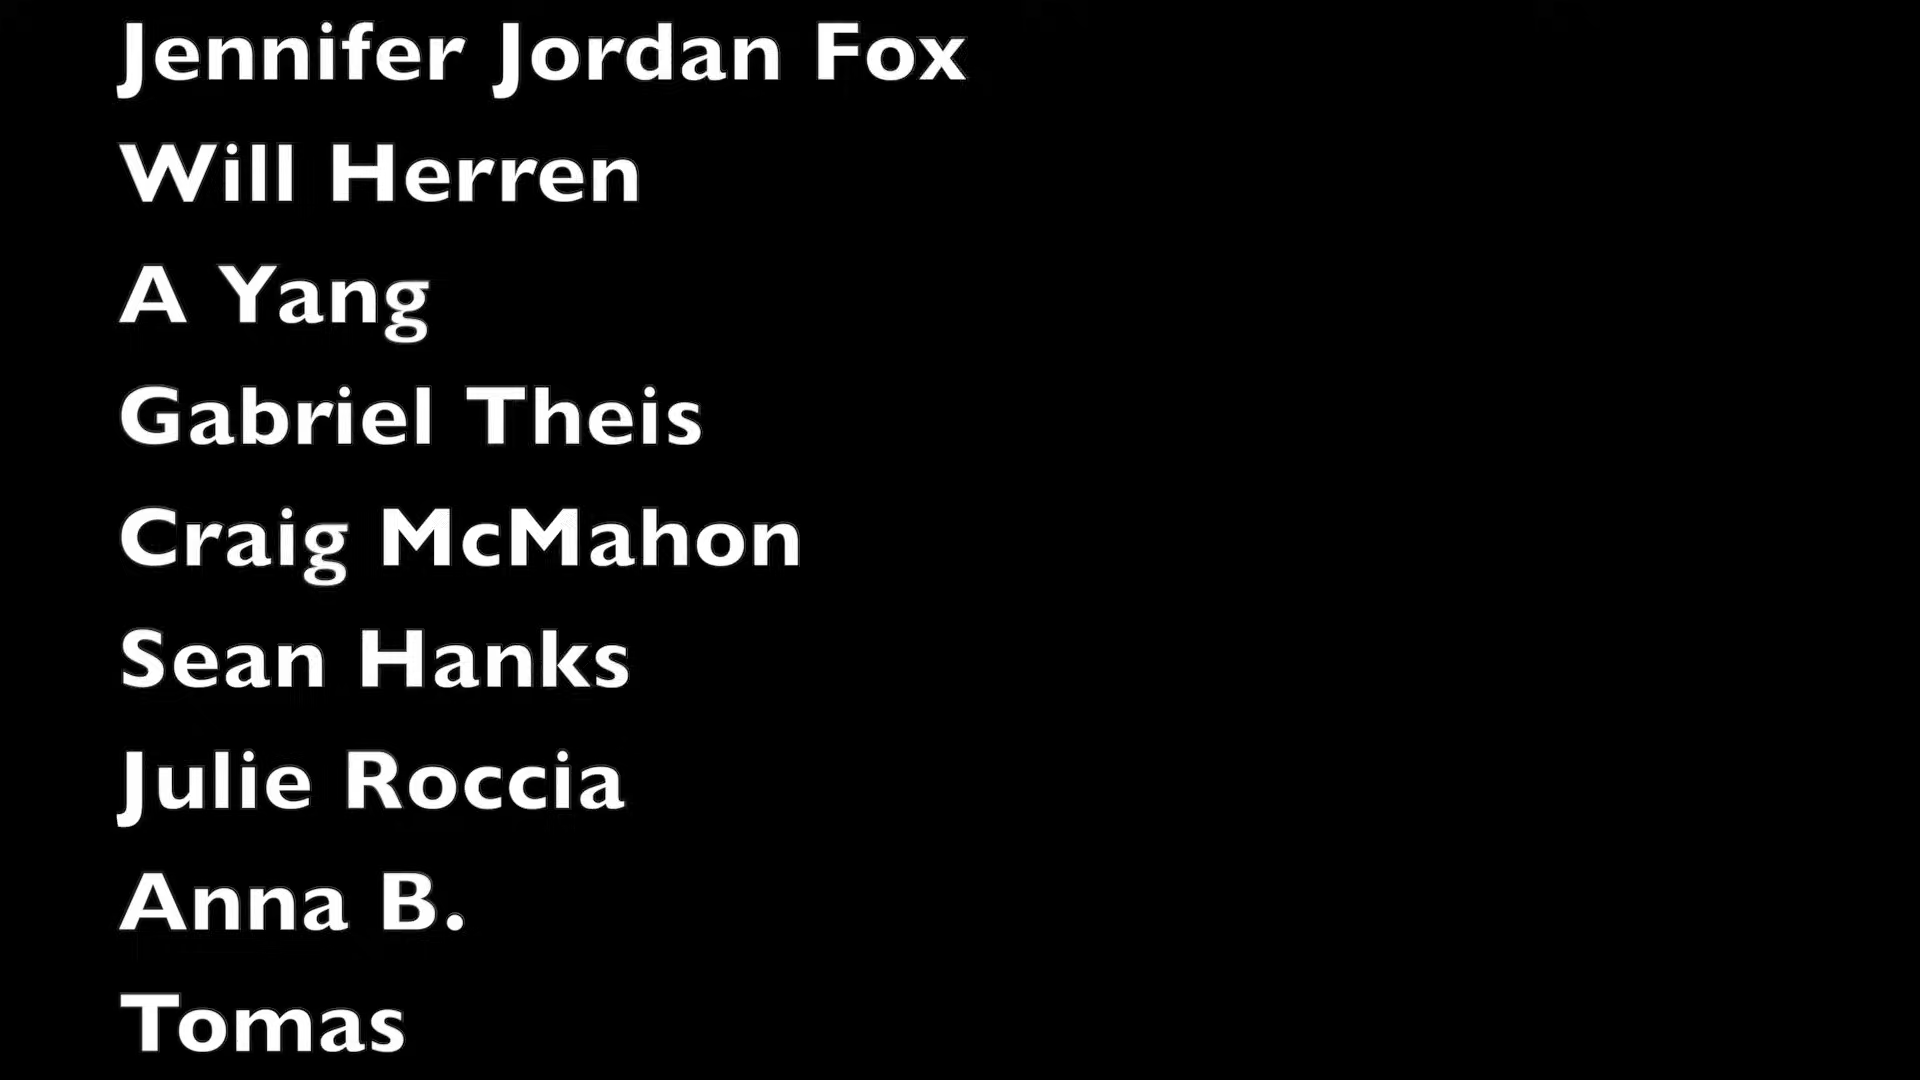 Jennifer Jordan Fox
Will Herren
A Yang
Gabriel Theis
Craig McMahon
Sean Hanks
Julie Roccia
Anna B.
Tomas